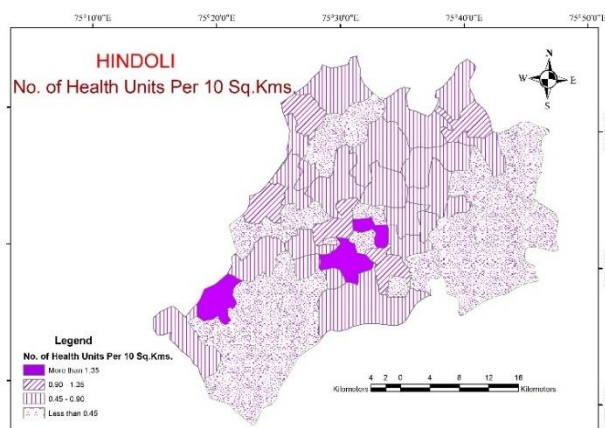 75°10'0"E 75°20'0"E 75°30'0"E 75°40'0"E 75°50'0"E
HINDOLI
No. of Health Units Per 10 Sq.Kms.
N
W E
S
Legend
No. of Health Units Per 10 Sq.Kms.
More than 1.35
0.90 - 1.35
0.45 - 0.90
Less than 0.45
4 2 0 4 8 12 16
Kilometers Kilometers